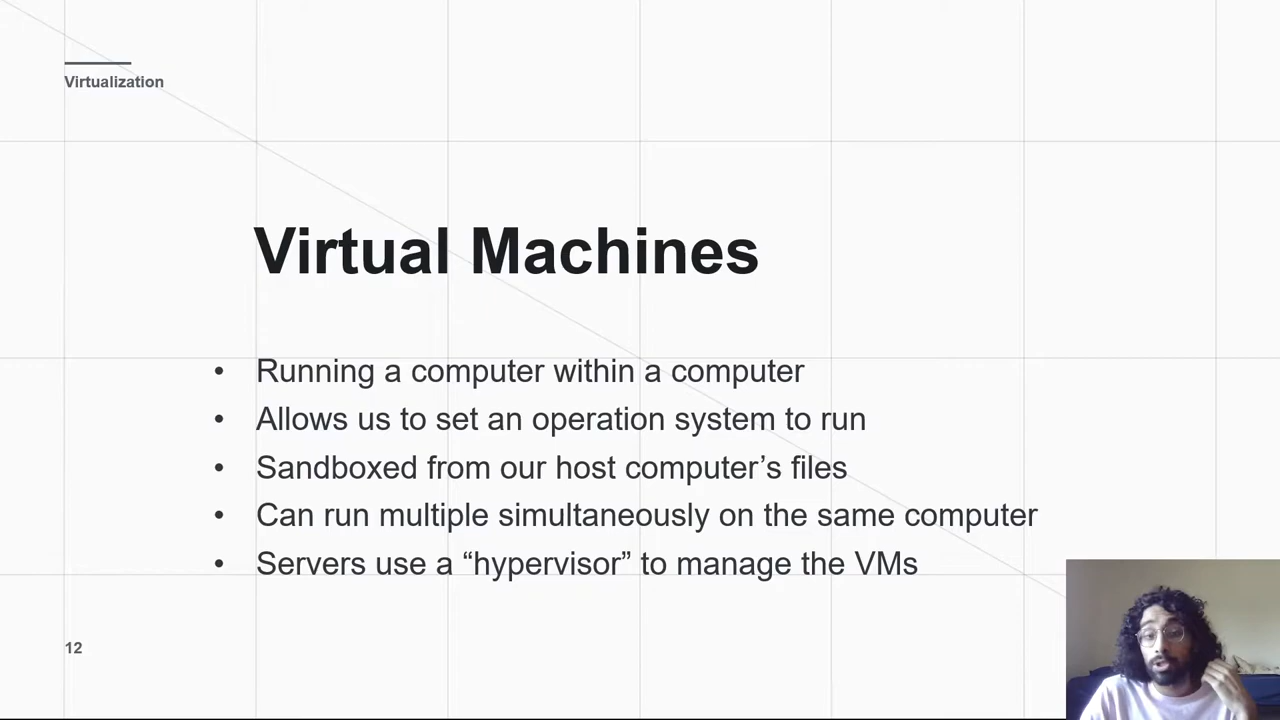 Virtualization
Virtual Machines
• Running a computer within a computer
• Allows us to set an operation system to run
• Sandboxed from our host computer’s files
• Can run multiple simultaneously on the same computer
• Servers use a “hypervisor” to manage the VMs
12